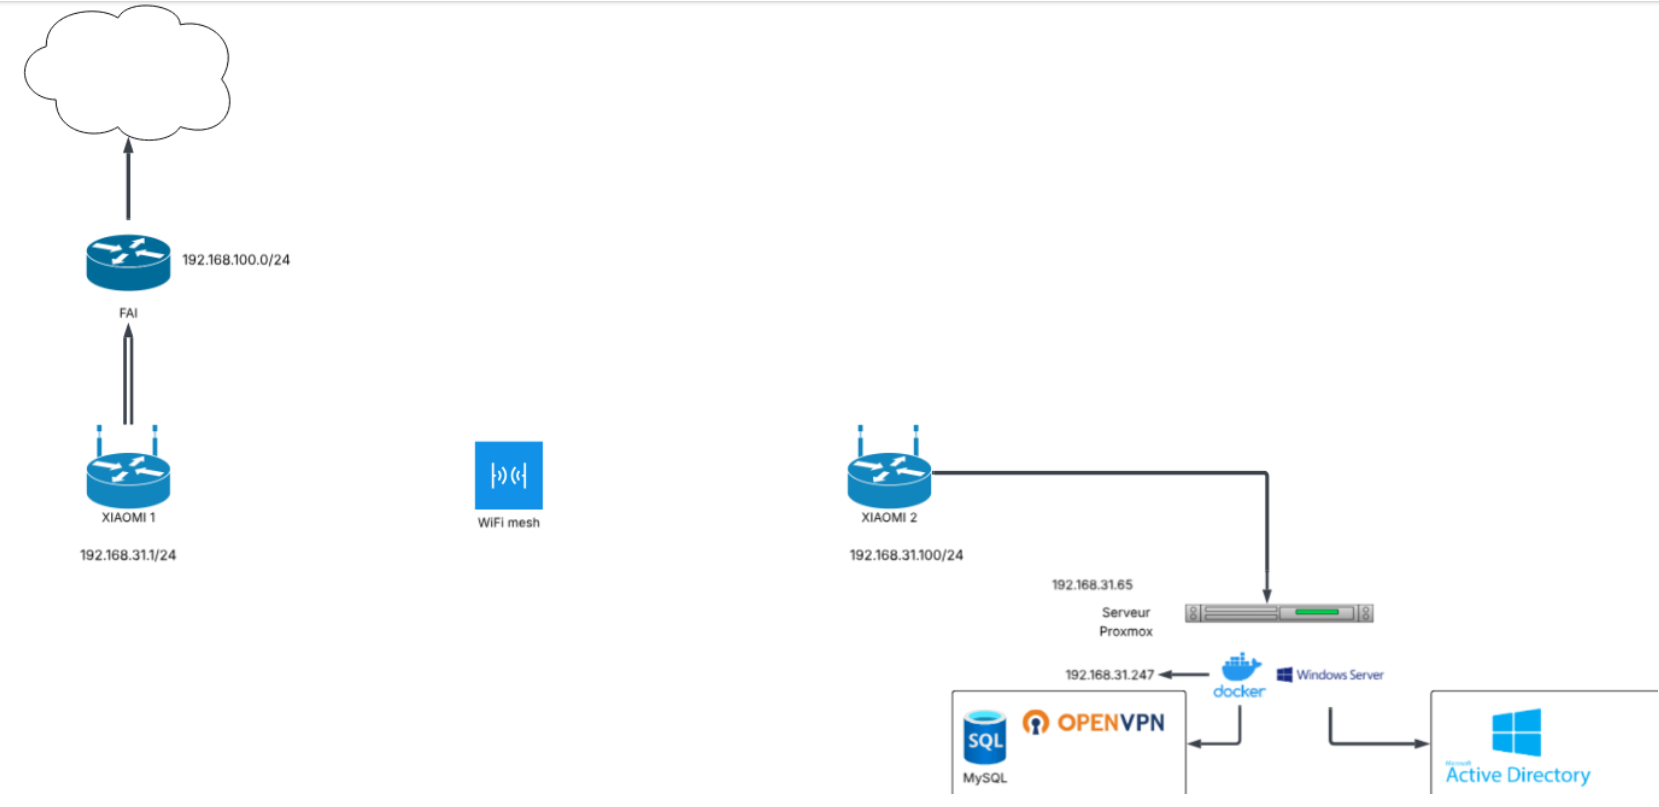 192.168.100.0/24
FAI
XIAOMI 1
192.168.31.1/24
WiFi mesh
XIAOMI 2
192.168.31.100/24
192.168.31.65
Serveur
Proxmox
192.168.31.247
docker
Windows Server
SQL
MySQL
OPENVPN
Microsoft
Active Directory